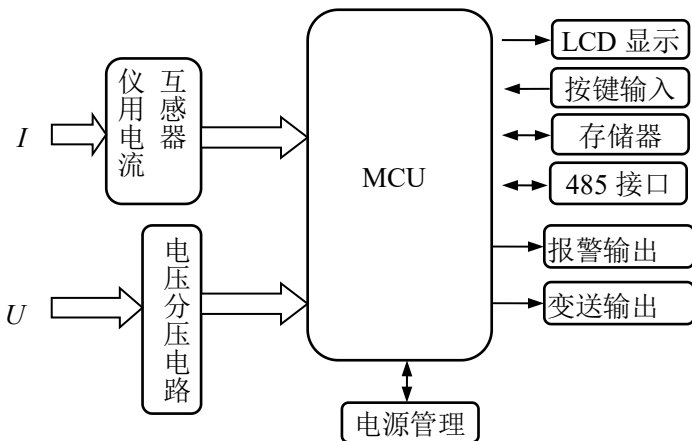 I
仪用电流
互感器
U
电压分压电路
MCU
LCD 显示
按键输入
存储器
485 接口
报警输出
变送输出
电源管理